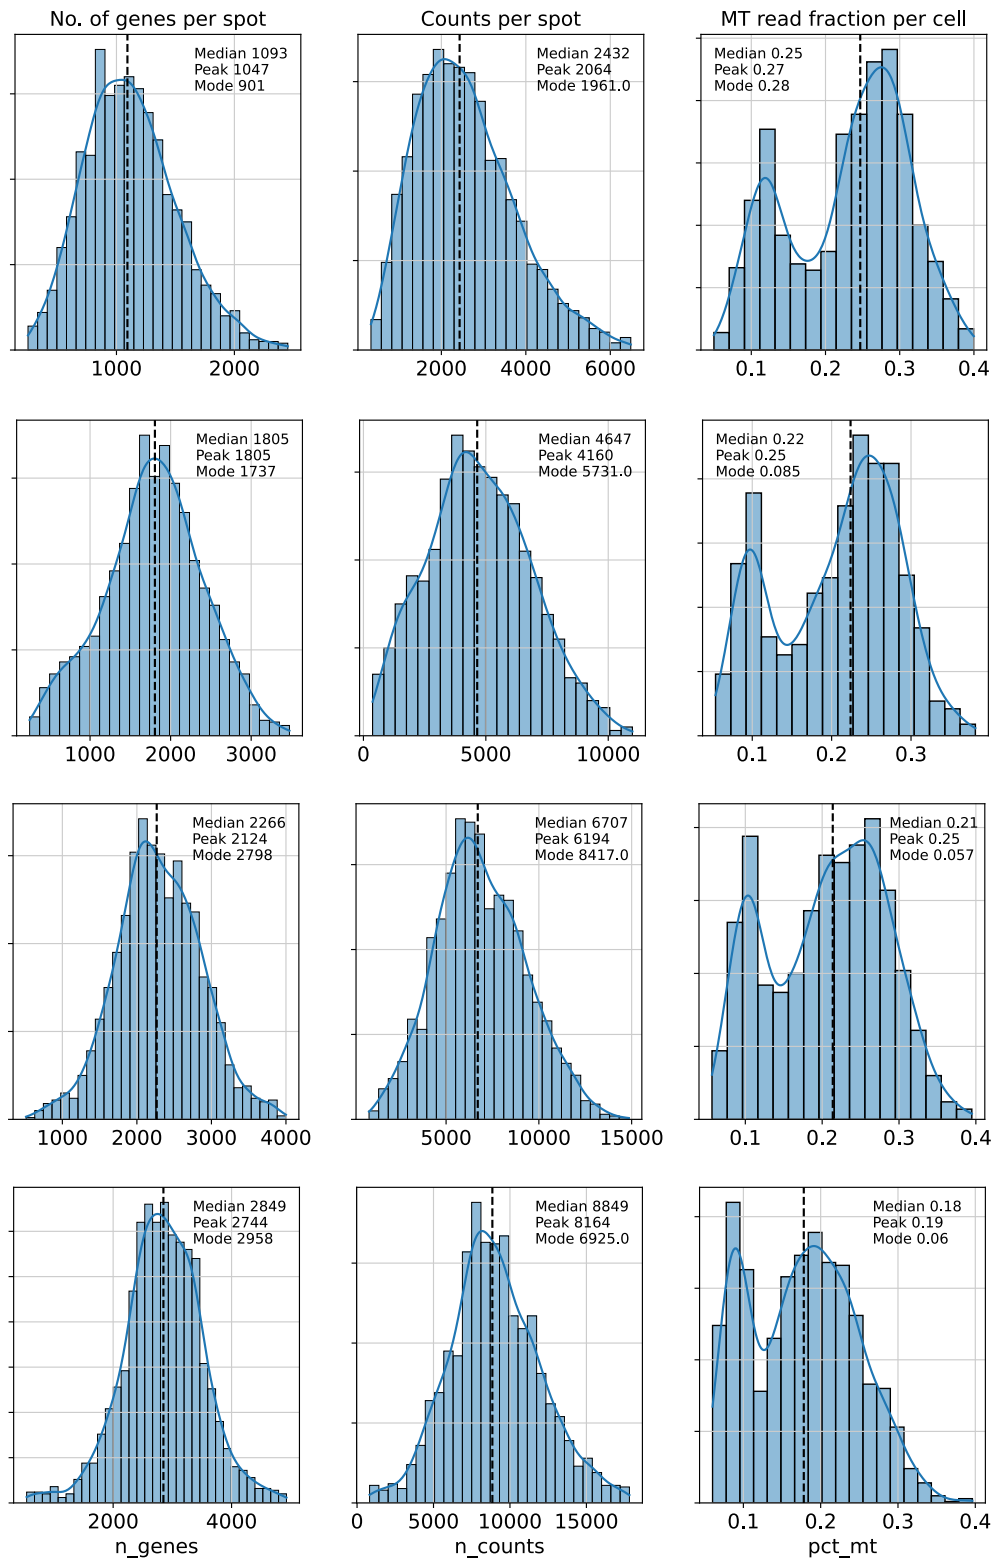 No. of genes per spot
Counts per spot
MT read fraction per cell
Median 1093
Peak 1047
Mode 901
1000 2000
Median 2432
Peak 2064
Mode 1961.0
2000 4000 6000
Median 0.25
Peak 0.27
Mode 0.28
0.1 0.2 0.3 0.4
Median 1805
Peak 1805
Mode 1737
1000 2000 3000
Median 4647
Peak 4160
Mode 5731.0
0 5000 10000
Median 0.22
Peak 0.25
Mode 0.085
0.1 0.2 0.3
Median 2266
Peak 2124
Mode 2798
1000 2000 3000 4000
Median 6707
Peak 6194
Mode 8417.0
5000 10000 15000
Median 0.21
Peak 0.25
Mode 0.057
0.1 0.2 0.3 0.4
Median 2849
Peak 2744
Mode 2958
2000 4000
n_genes
Median 8849
Peak 8164
Mode 6925.0
0 5000 10000 15000
n_counts
Median 0.18
Peak 0.19
Mode 0.06
0.1 0.2 0.3 0.4
pct_mt